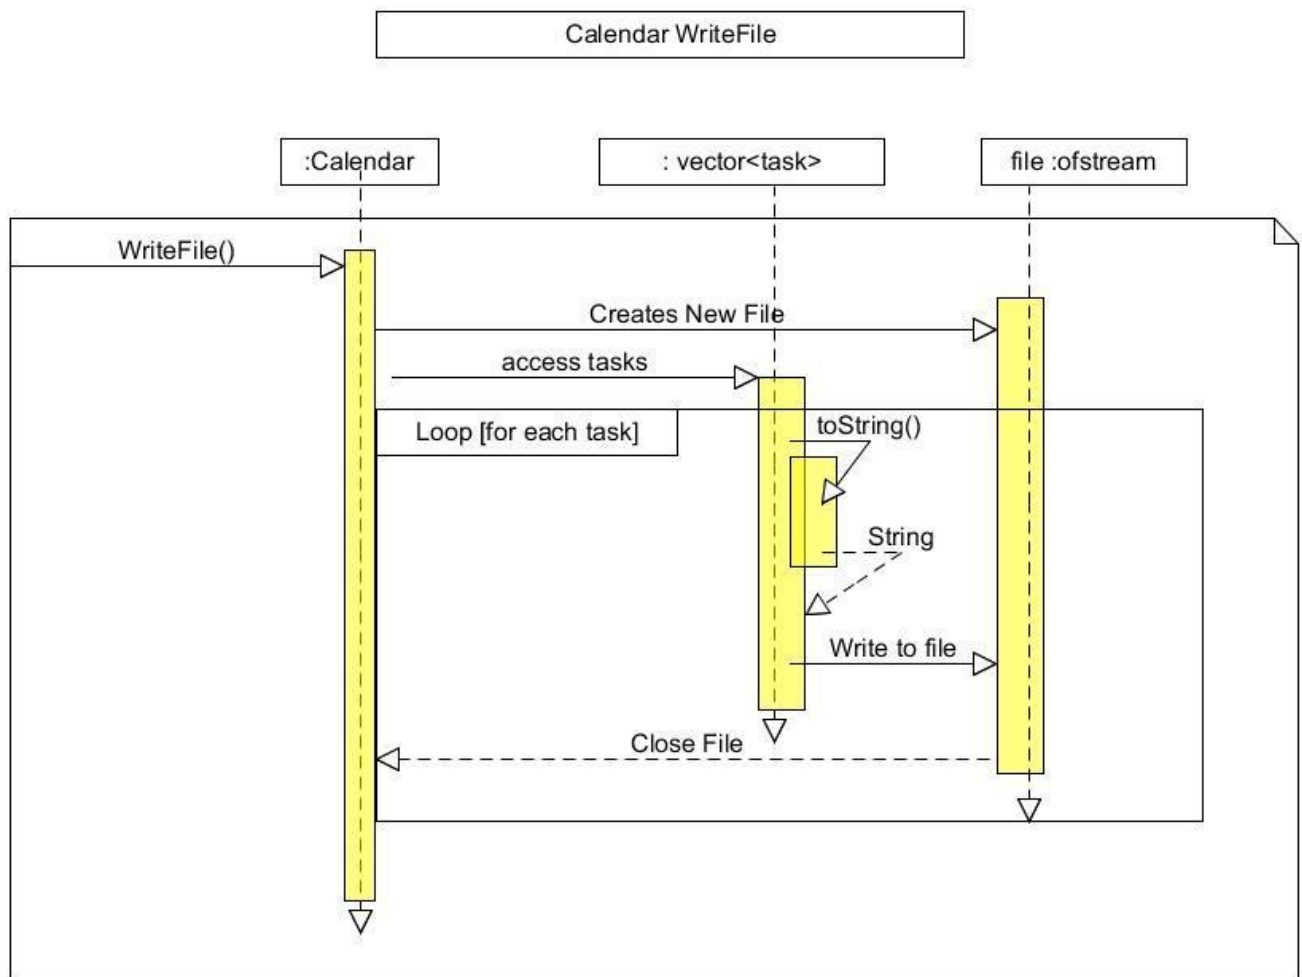 Calendar WriteFile
:Calendar
: vector<task>
file :ofstream
WriteFile()
Creates New File
access tasks
Loop [for each task]
toString()
String
Write to file
Close File